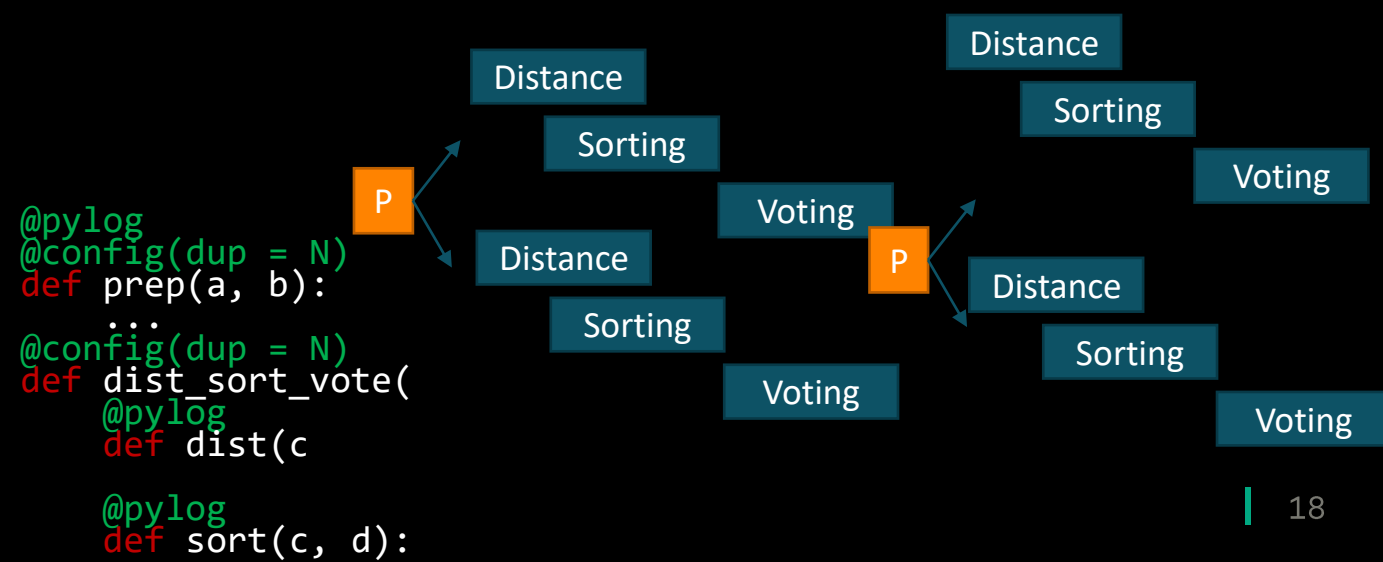 Distance
Sorting
Voting
Distance
Sorting
Voting
P
Distance
Sorting
Voting
P
Distance
Sorting
Voting
@pylog
@config(dup = N)
def prep(a, b):
...
@config(dup = N)
def dist_sort_vote(
@pylog
def dist(c
@pylog
def sort(c, d):
18